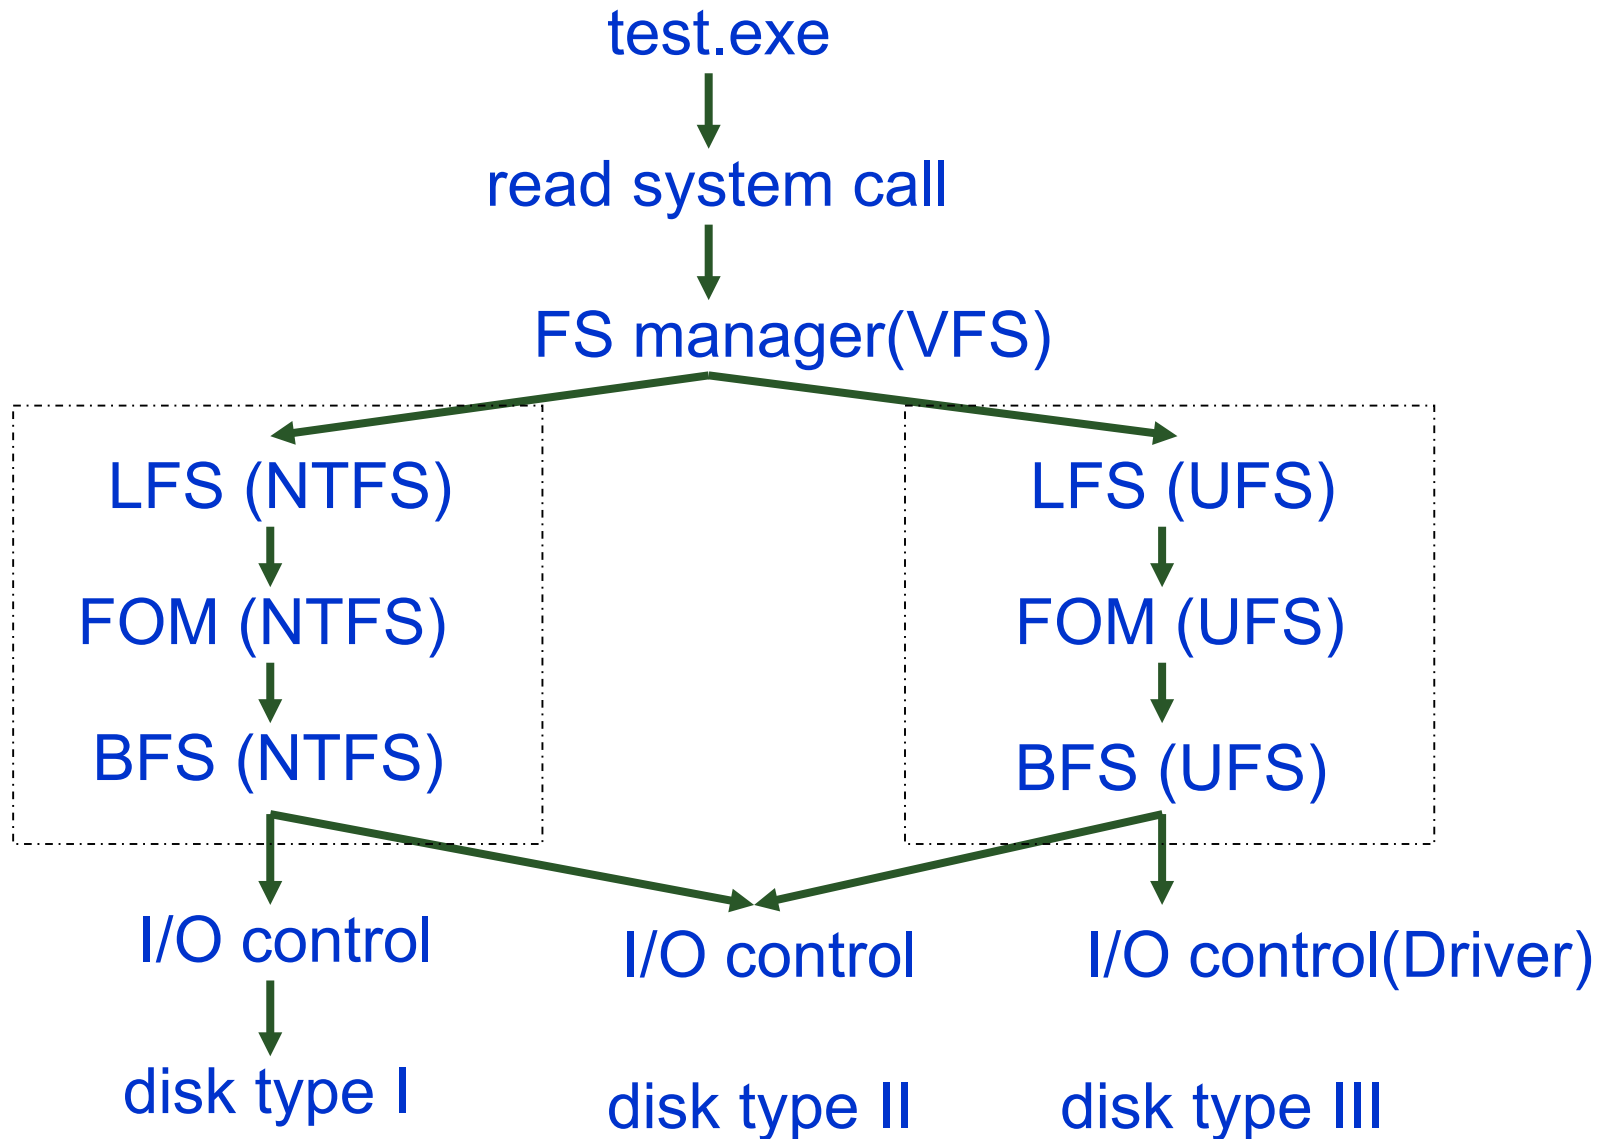 test.exe
read system call
FS manager(VFS)
LFS (NTFS)
LFS (UFS)
FOM (NTFS)
FOM (UFS)
BFS (NTFS)
BFS (UFS)
I/O control
I/O control
I/O control(Driver)
disk type I
disk type II
disk type III